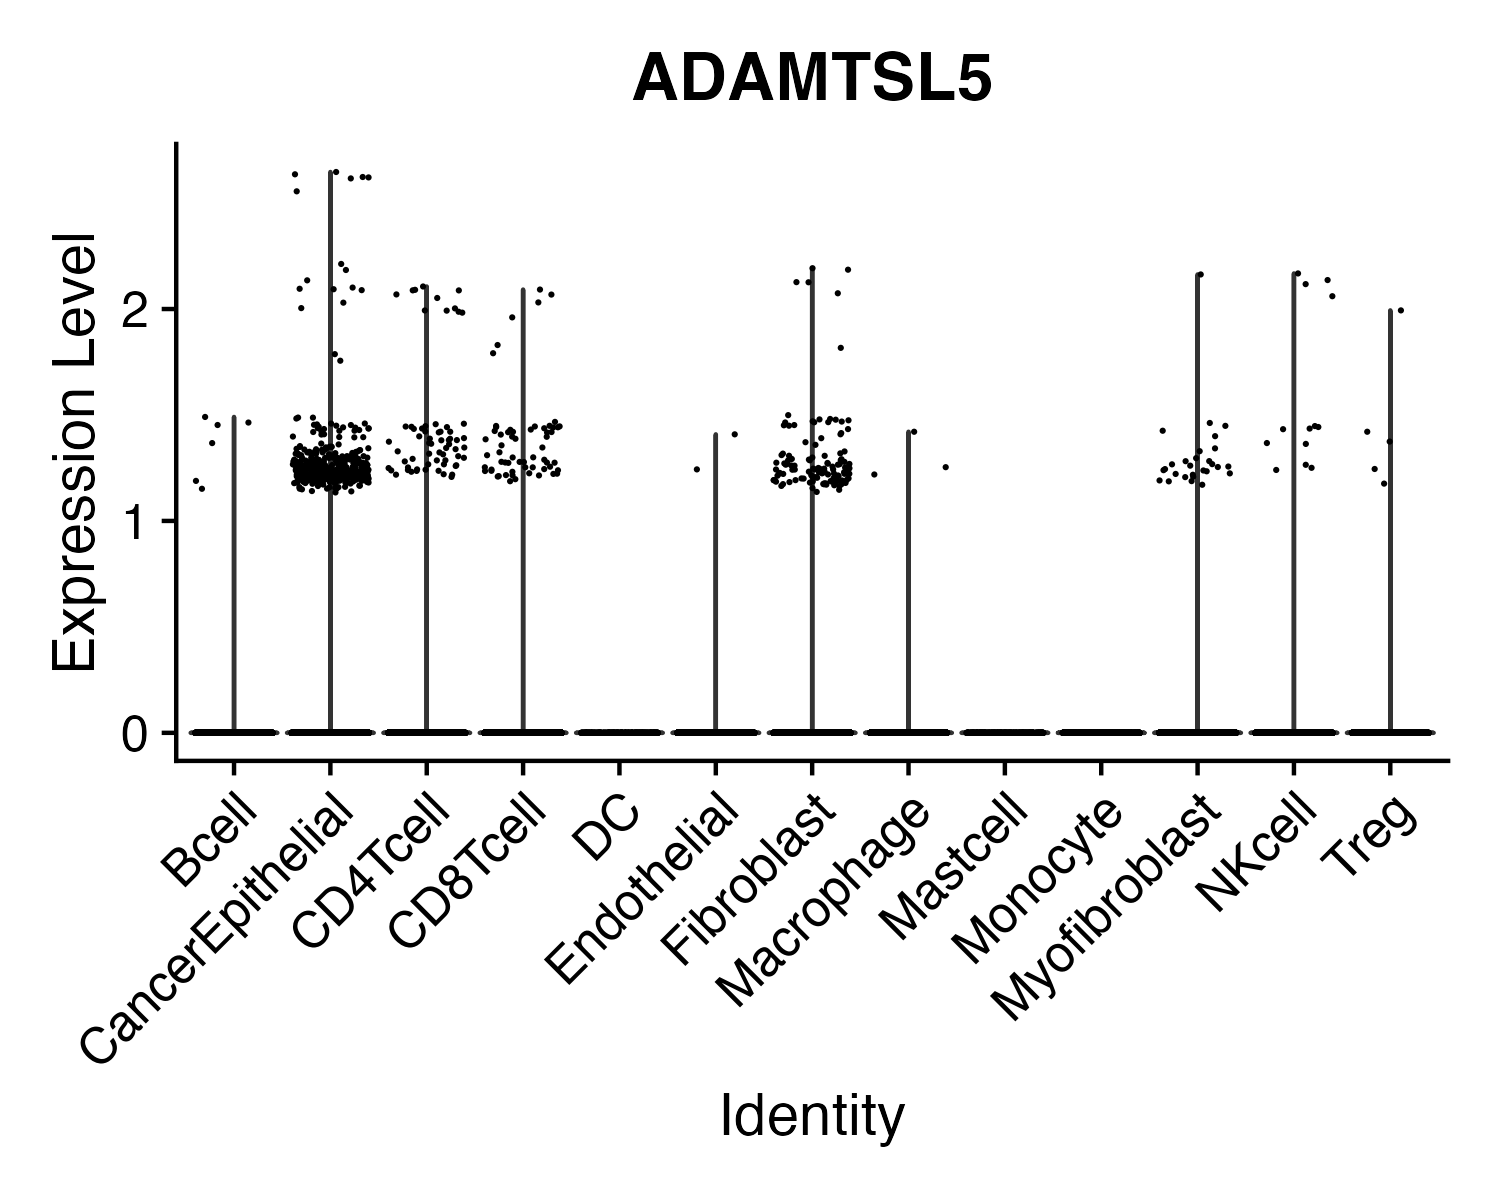 ADAMTSL5
Expression Level
2
1
0
Bcell
CancerEpithelial
CD4Tcell
CD8Tcell
DC
Endothelial
Fibroblast
Macrophage
Mastcell
Monocyte
Myofibroblast
NKcell
Treg
Identity